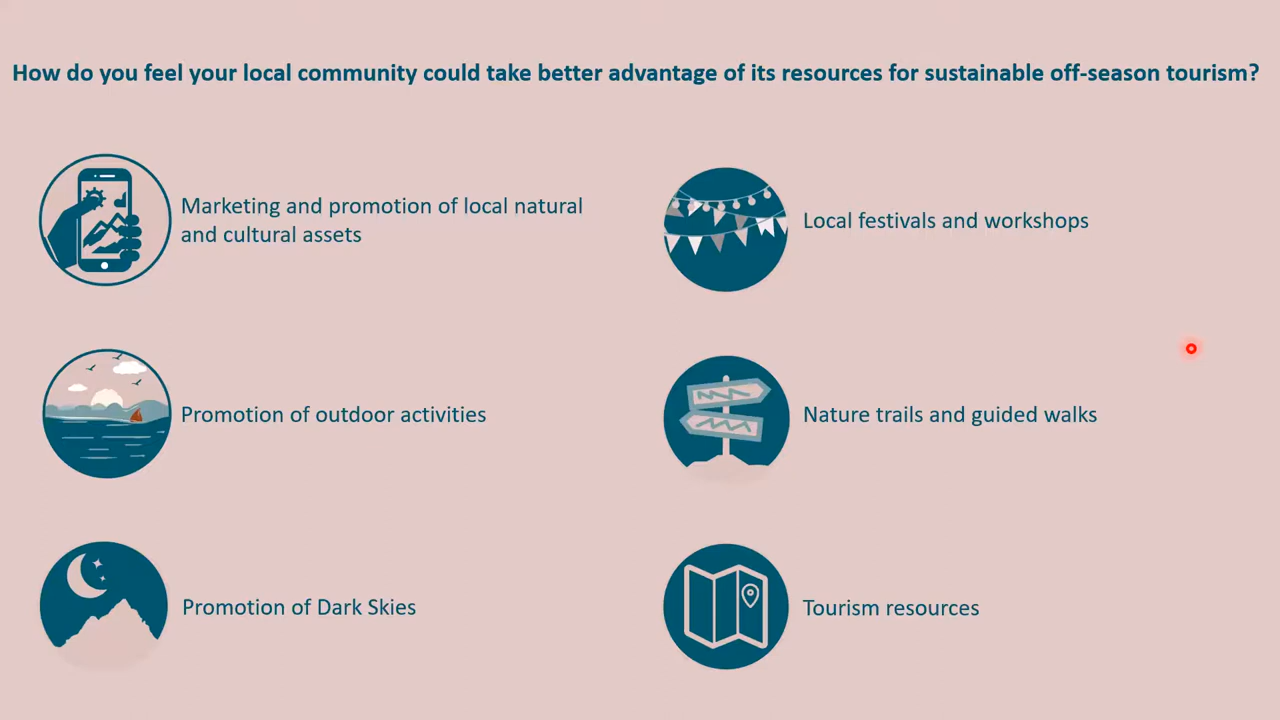 How do you feel your local community could take better advantage of its resources for sustainable off-season tourism?
Marketing and promotion of local natural
and cultural assets
Local festivals and workshops
Promotion of outdoor activities
Nature trails and guided walks
Promotion of Dark Skies
Tourism resources